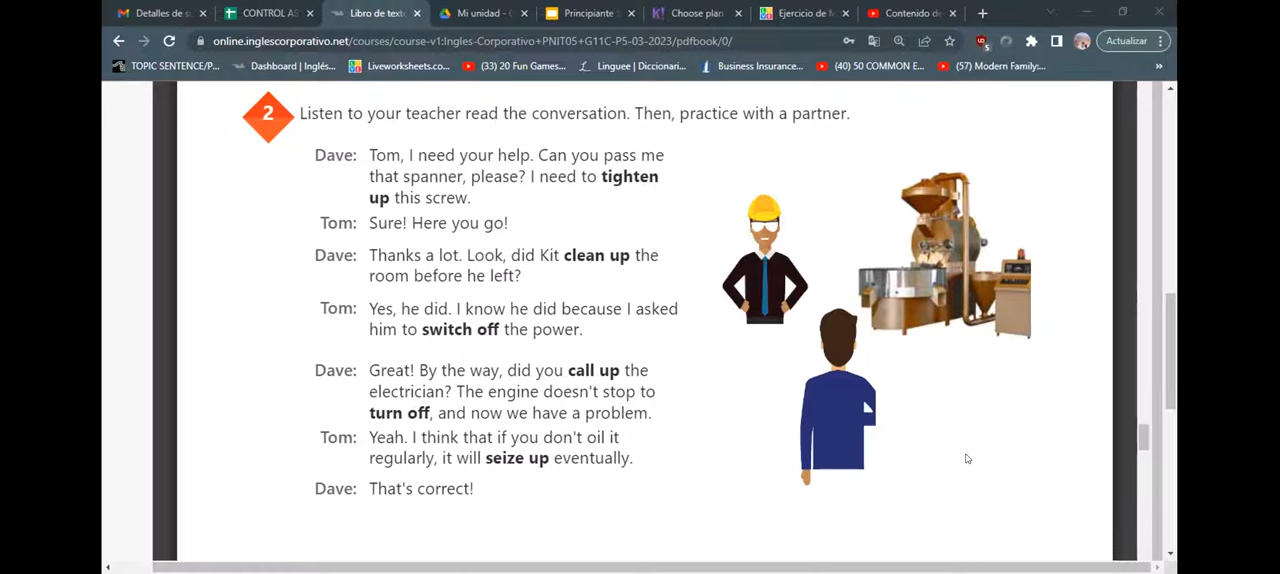 Detalles de su
CONTROL AS
Libro de texto
Mi unidad - G
Principiante S
Choose plan
Ejercicio de M
Contenido de
online.inglescorporativo.net/courses/course-v1:Ingles-Corporativo+PNIT05+G11C-P5-03-2023/pdfbook/0/
Actualizar
TOPIC SENTENCE/P...
Dashboard | Inglés...
Liveworksheets.co...
(33) 20 Fun Games...
Linguee | Diccionari...
Business Insurance...
(40) 50 COMMON E...
(57) Modern Family:...
2 Listen to your teacher read the conversation. Then, practice with a partner.
Dave: Tom, I need your help. Can you pass me
that spanner, please? I need to tighten
up this screw.
Tom: Sure! Here you go!
Dave: Thanks a lot. Look, did Kit clean up the
room before he left?
Tom: Yes, he did. I know he did because I asked
him to switch off the power.
Dave: Great! By the way, did you call up the
electrician? The engine doesn't stop to
turn off, and now we have a problem.
Tom: Yeah. I think that if you don't oil it
regularly, it will seize up eventually.
Dave: That's correct!